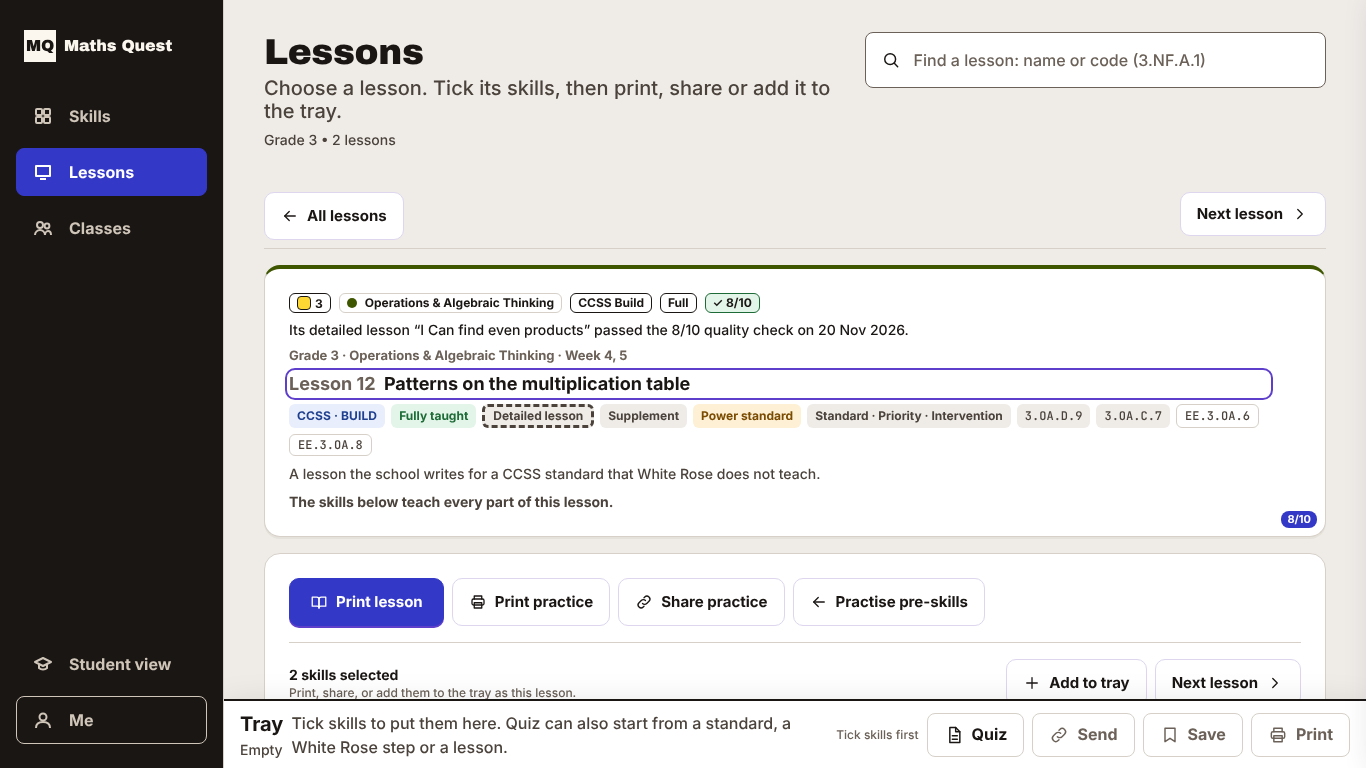 MQ Maths Quest
Skills
Lessons
Classes
Student view
Me
Lessons
Choose a lesson. Tick its skills, then print, share or add it to
the tray.
Grade 3 • 2 lessons
Find a lesson: name or code (3.NF.A.1)
All lessons
Next lesson
3 Operations & Algebraic Thinking CCSS Build Full ✓ 8/10
Its detailed lesson “I Can find even products” passed the 8/10 quality check on 20 Nov 2026.
Grade 3 · Operations & Algebraic Thinking · Week 4, 5
Lesson 12 Patterns on the multiplication table
CCSS · BUILD Fully taught Detailed lesson Supplement Power standard Standard · Priority · Intervention 3.OA.D.9 3.OA.C.7 EE.3.OA.6
EE.3.OA.8
A lesson the school writes for a CCSS standard that White Rose does not teach.
The skills below teach every part of this lesson.
8/10
Print lesson Print practice Share practice Practise pre-skills
2 skills selected
Print, share, or add them to the tray as this lesson.
Add to tray Next lesson
Tray
Empty
Tick skills to put them here. Quiz can also start from a standard, a
White Rose step or a lesson.
Tick skills first
Quiz Send Save Print